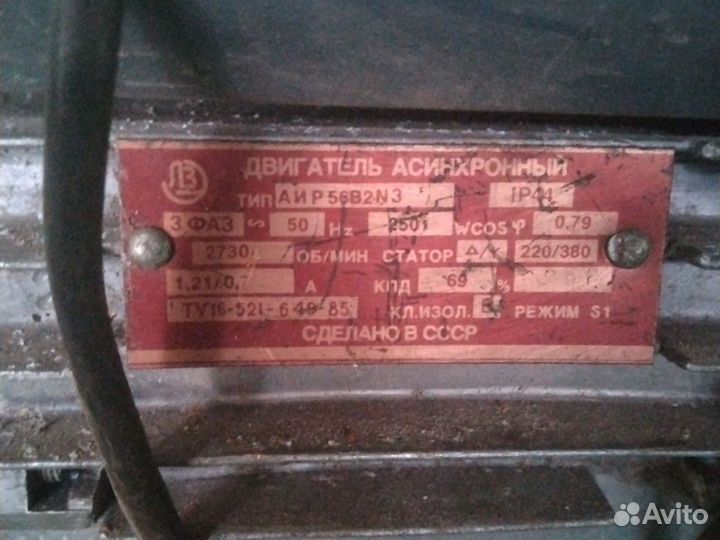 ДВИГАТЕЛЬ АСИНХРОННЫЙ
ТИП АИР56В2N3 IP44
3 ФАЗ ~ 50 Hz 250 W COS φ 0,79
2730 ОБ/МИН СТАТОР 220/380
1,21/0,7 А КПД 69 %
ТУ16-521-649-85 КЛ.ИЗОЛ. РЕЖИМ S1
СДЕЛАНО В СССР
Avito